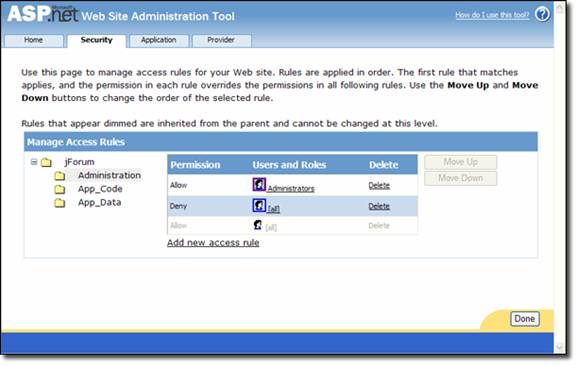 Microsoft
ASP.net Web Site Administration Tool
How do I use this tool? ?
Home Security Application Provider
Use this page to manage access rules for your Web site. Rules are applied in order. The first rule that matches
applies, and the permission in each rule overrides the permissions in all following rules. Use the Move Up and Move
Down buttons to change the order of the selected rule.
Rules that appear dimmed are inherited from the parent and cannot be changed at this level.
Manage Access Rules
jForum
Administration
App_Code
App_Data
Permission Users and Roles Delete
Allow Administrators Delete
Deny [all] Delete
Allow [all] Delete
Add new access rule
Move Up
Move Down
Done